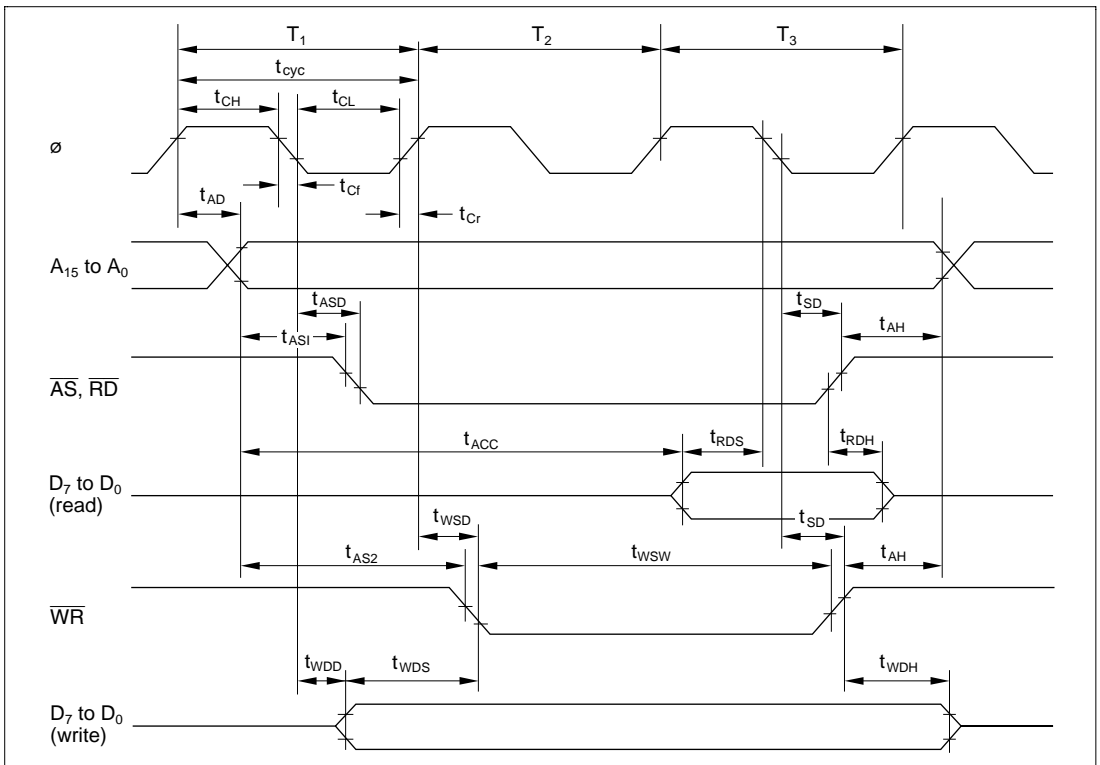 T1 T2 T3
tcyc
tCH tCL
ø
tCf
tAD
tCr
A15 to A0
tASD tSD
tASI tAH
AS, RD
tACC tRDS tRDH
D7 to D0
(read)
tWSD tSD
tAS2 tWSW tAH
WR
tWDD tWDS tWDH
D7 to D0
(write)